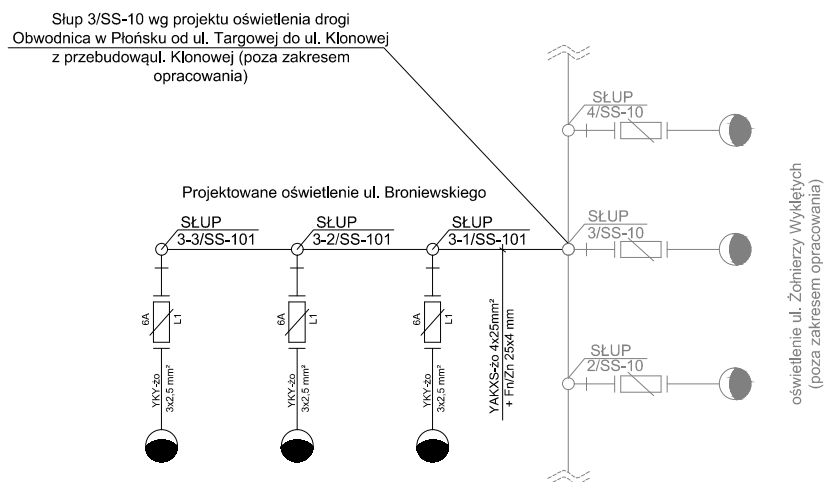 Słup 3/SS-10 wg projektu oświetlenia drogi
Obwodnica w Płońsku od ul. Targowej do ul. Klonowej
z przebudowąul. Klonowej (poza zakresem
opracowania)
SŁUP
4/SS-10
Projektowane oświetlenie ul. Broniewskiego
SŁUP
3-3/SS-101
SŁUP
3-2/SS-101
SŁUP
3-1/SS-101
SŁUP
3/SS-10
6A
L1
6A
L1
6A
L1
YAKXS-żo 4x25mm²
+ Fn/Zn 25x4 mm
SŁUP
2/SS-10
YKY-żo
3x2,5 mm²
YKY-żo
3x2,5 mm²
YKY-żo
3x2,5 mm²
oświetlenie ul. Żołnierzy Wyklętych
(poza zakresem opracowania)